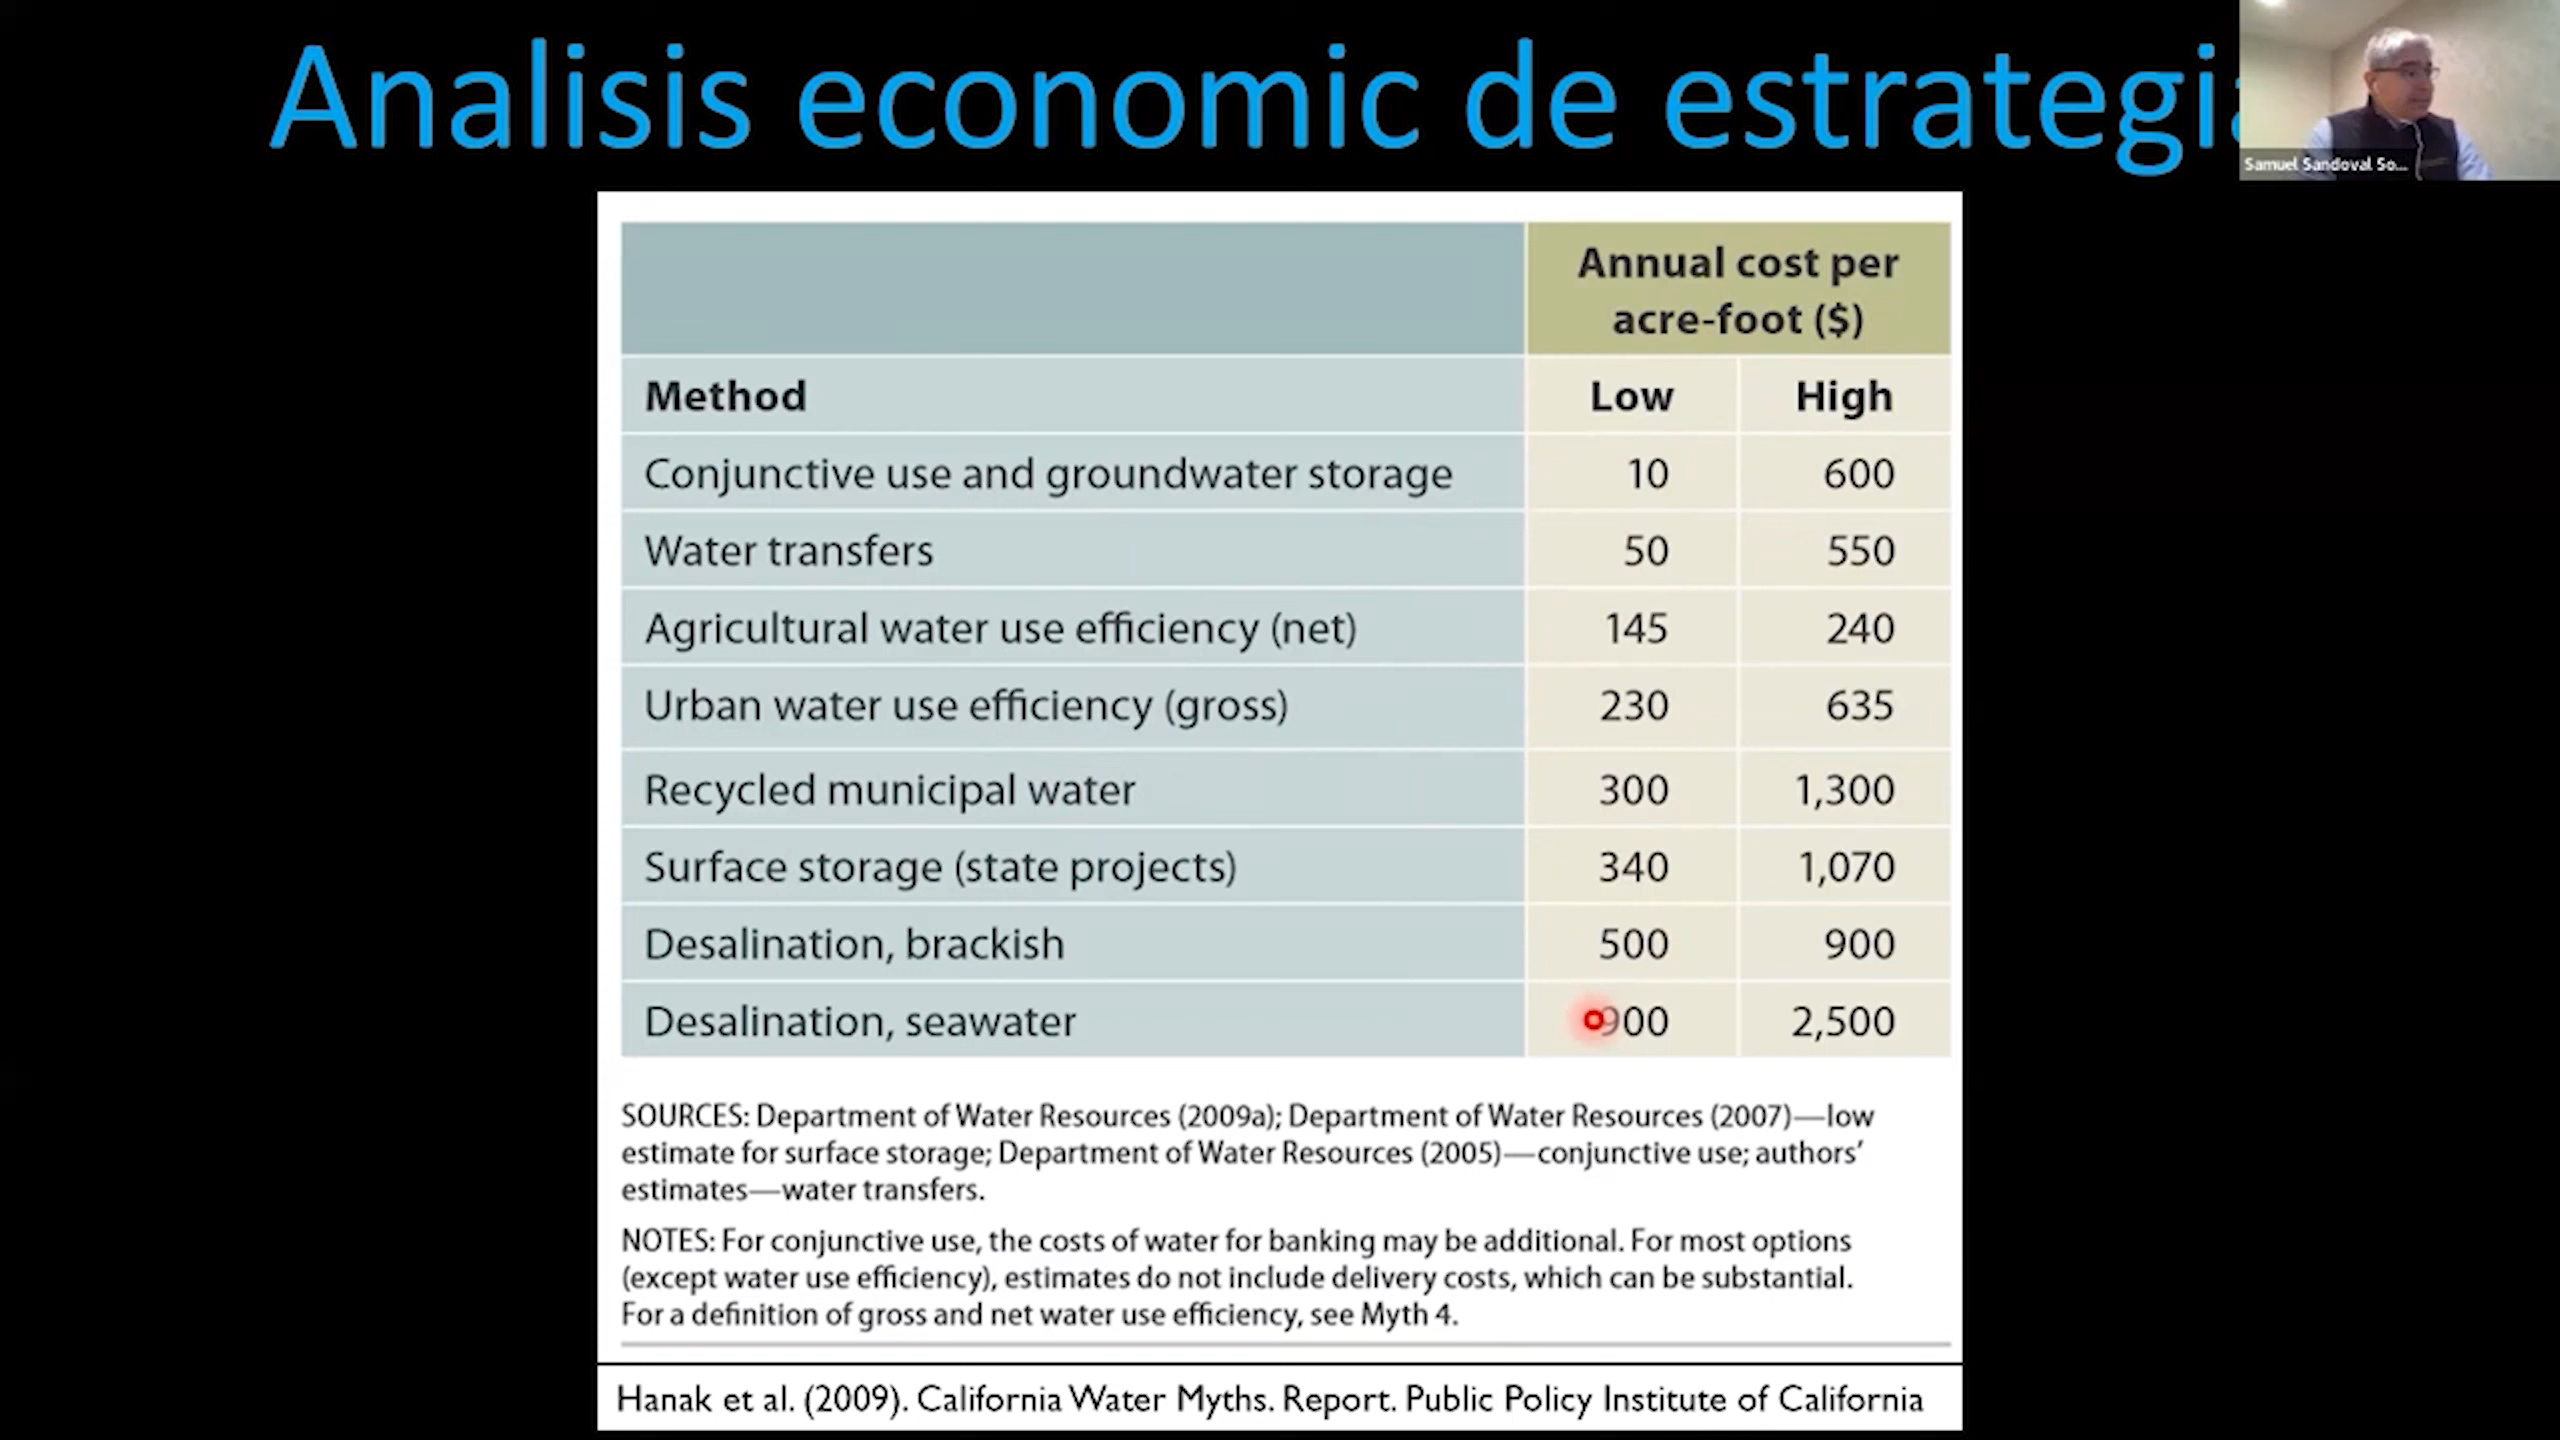 Analisis economic de estrategia
Samuel Sandoval So...
Annual cost per
acre-foot ($)
Method Low High
Conjunctive use and groundwater storage 10 600
Water transfers 50 550
Agricultural water use efficiency (net) 145 240
Urban water use efficiency (gross) 230 635
Recycled municipal water 300 1,300
Surface storage (state projects) 340 1,070
Desalination, brackish 500 900
Desalination, seawater 900 2,500
SOURCES: Department of Water Resources (2009a); Department of Water Resources (2007)—low
estimate for surface storage; Department of Water Resources (2005)—conjunctive use; authors’
estimates—water transfers.
NOTES: For conjunctive use, the costs of water for banking may be additional. For most options
(except water use efficiency), estimates do not include delivery costs, which can be substantial.
For a definition of gross and net water use efficiency, see Myth 4.
Hanak et al. (2009). California Water Myths. Report. Public Policy Institute of California